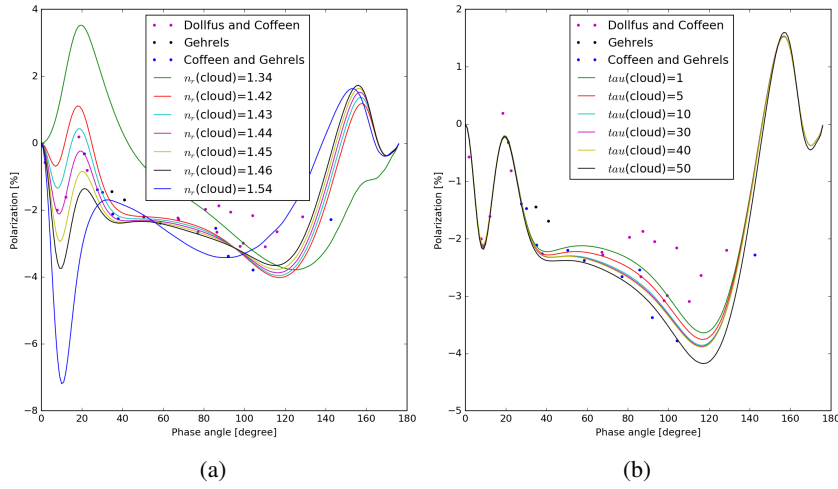 4
2
0
−2
−4
−6
−8
Polarization [%]
0 20 40 60 80 100 120 140 160 180
Phase angle [degree]
Dollfus and Coffeen
Gehrels
Coffeen and Gehrels
n_r(cloud)=1.34
n_r(cloud)=1.42
n_r(cloud)=1.43
n_r(cloud)=1.44
n_r(cloud)=1.45
n_r(cloud)=1.46
n_r(cloud)=1.54
(a)
2
1
0
−1
−2
−3
−4
−5
Polarization [%]
0 20 40 60 80 100 120 140 160 180
Phase angle [degree]
Dollfus and Coffeen
Gehrels
Coffeen and Gehrels
tau(cloud)=1
tau(cloud)=5
tau(cloud)=10
tau(cloud)=30
tau(cloud)=40
tau(cloud)=50
(b)